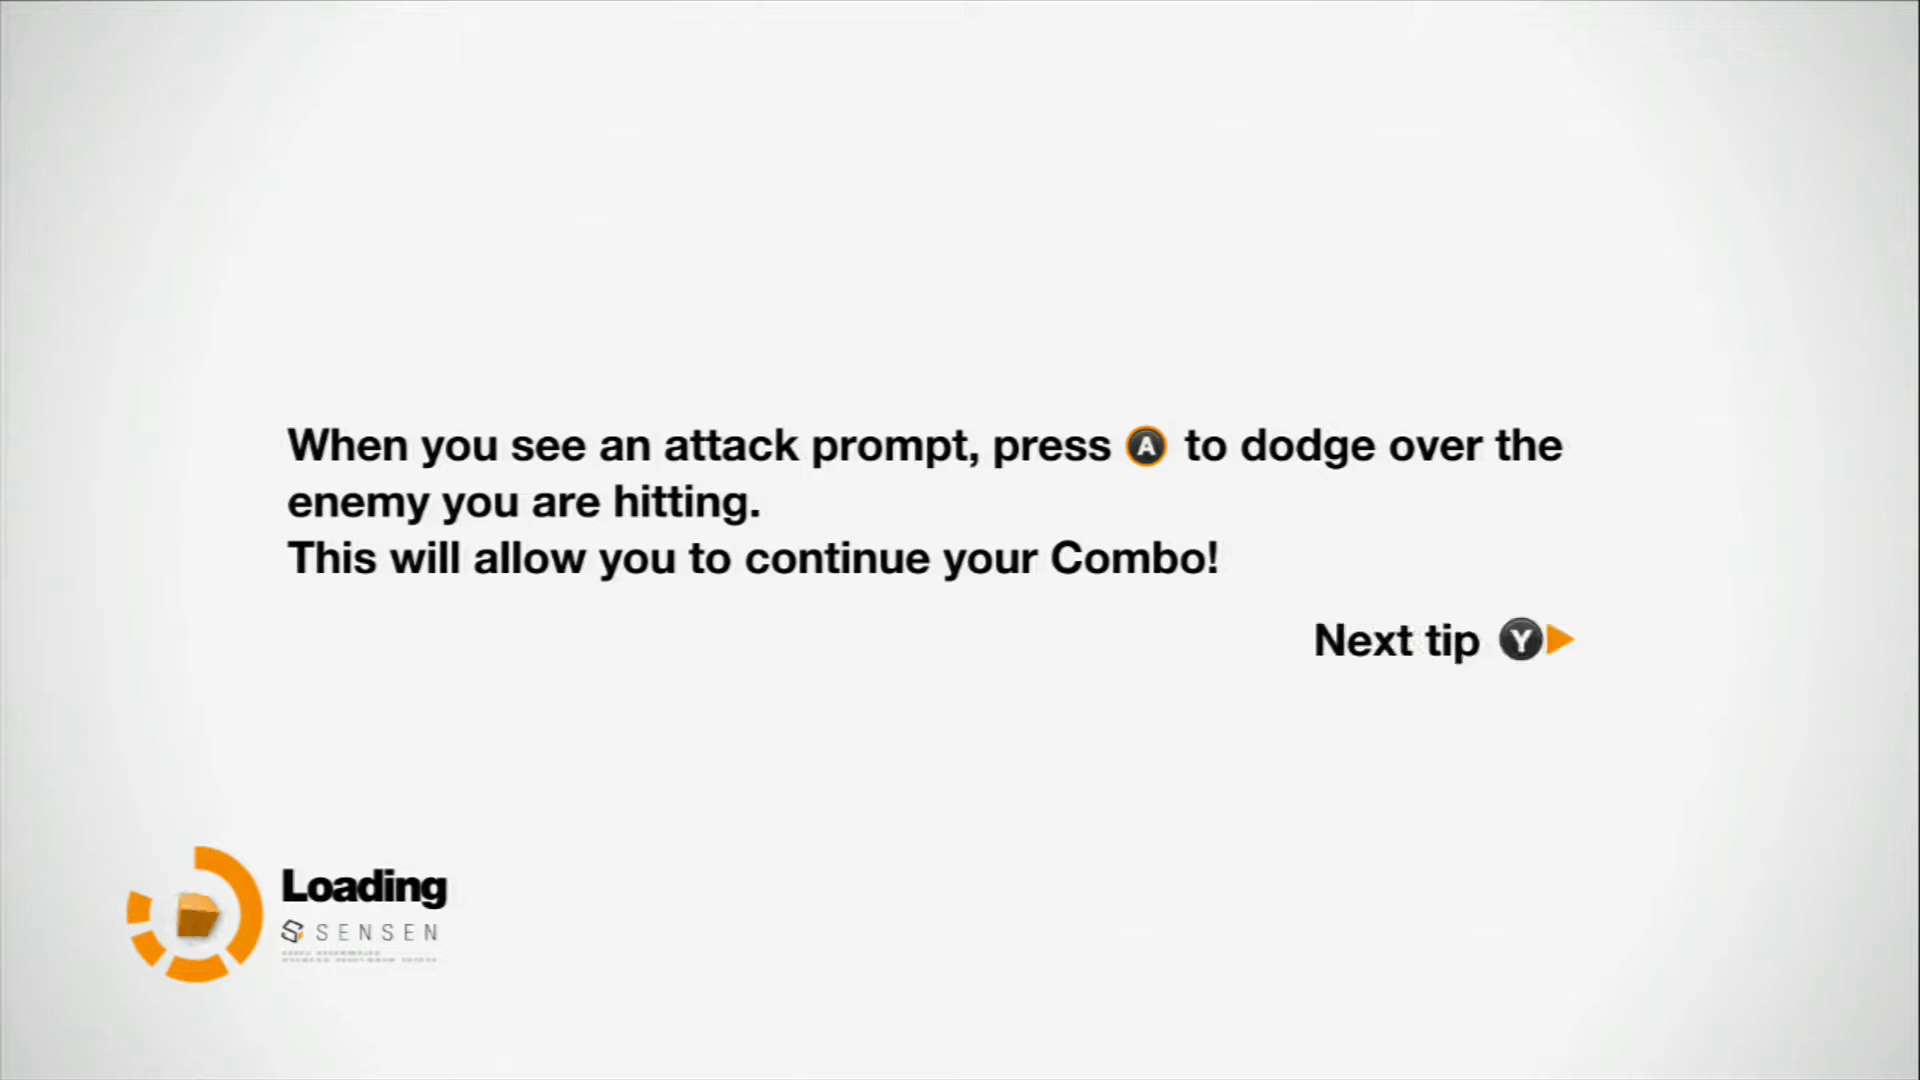 When you see an attack prompt, press A to dodge over the
enemy you are hitting.
This will allow you to continue your Combo!
Next tip Y
Loading
SENSEN